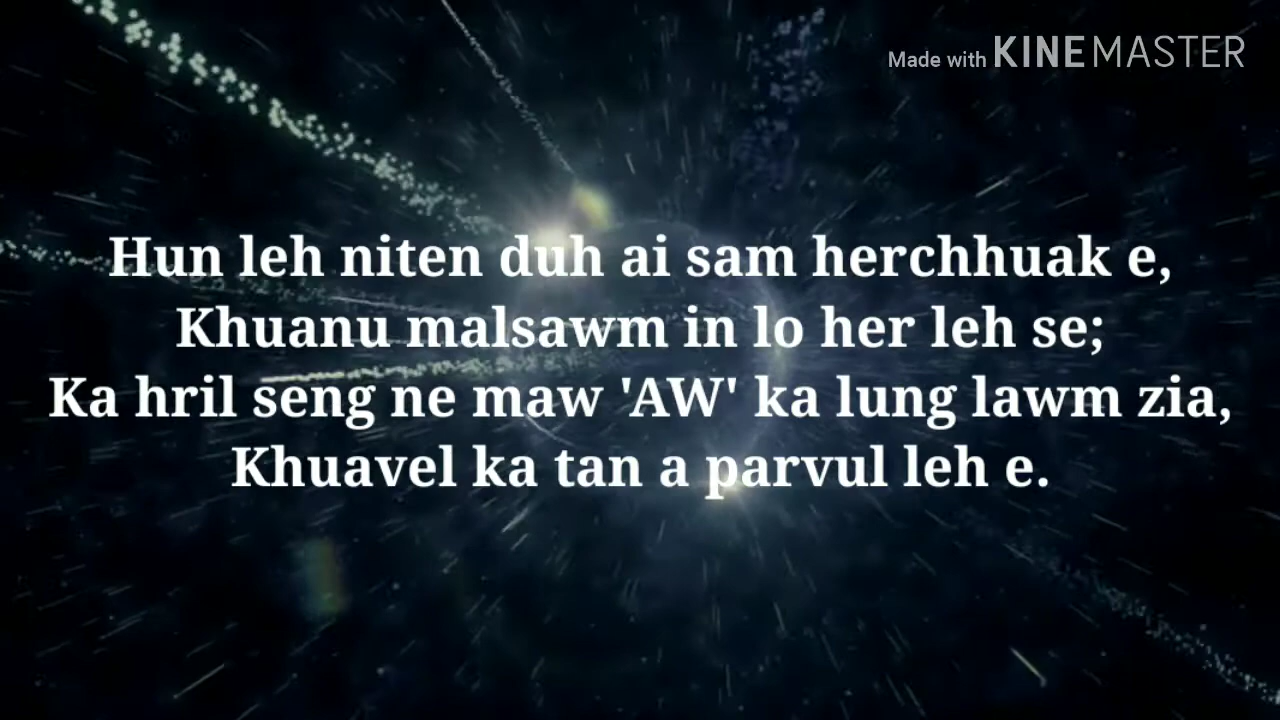 Made with KINEMASTER
Hun leh niten duh ai sam herchhuak e,
Khuanu malsawm in lo her leh se;
Ka hril seng ne maw 'AW' ka lung lawm zia,
Khuavel ka tan a parvul leh e.